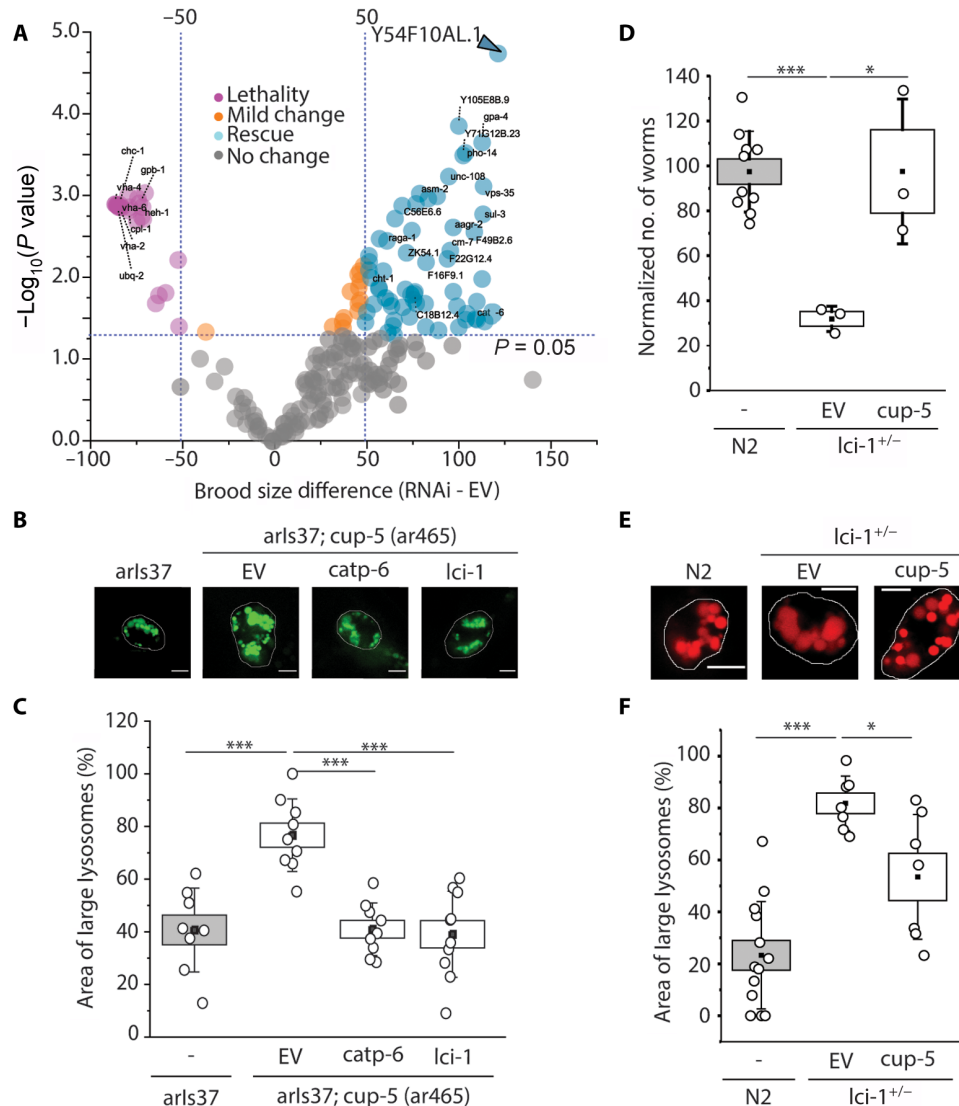 A
−50
50
Y54F10AL.1
5.0
4.0
3.0
2.0
1.0
0.0
−Log10(P value)
Lethality
Mild change
Rescue
No change
chc-1
vha-4
gpb-1
vha-6
heh-1
cpl-1
vha-2
ubq-2
Y105E8B.9
gpa-4
Y71G12B.23
pho-14
unc-108
asm-2
vps-35
C56E6.6
sul-3
aagr-2
raga-1
cm-7
F49B2.6
ZK54.1
F22G12.4
cht-1
F16F9.1
C18B12.4
cat -6
P = 0.05
−100
−50
0
50
100
150
Brood size difference (RNAi - EV)
D
***
*
140
120
100
80
60
40
20
0
Normalized no. of worms
-
EV
cup-5
N2
lci-1+/−
B
arIs37; cup-5 (ar465)
arIs37
EV
catp-6
lci-1
E
lci-1+/−
N2
EV
cup-5
C
***
***
***
120
100
80
60
40
20
0
Area of large lysosomes (%)
-
EV
catp-6
lci-1
arIs37
arIs37; cup-5 (ar465)
F
***
*
80
60
40
20
0
Area of large lysosomes (%)
-
EV
cup-5
N2
lci-1+/−